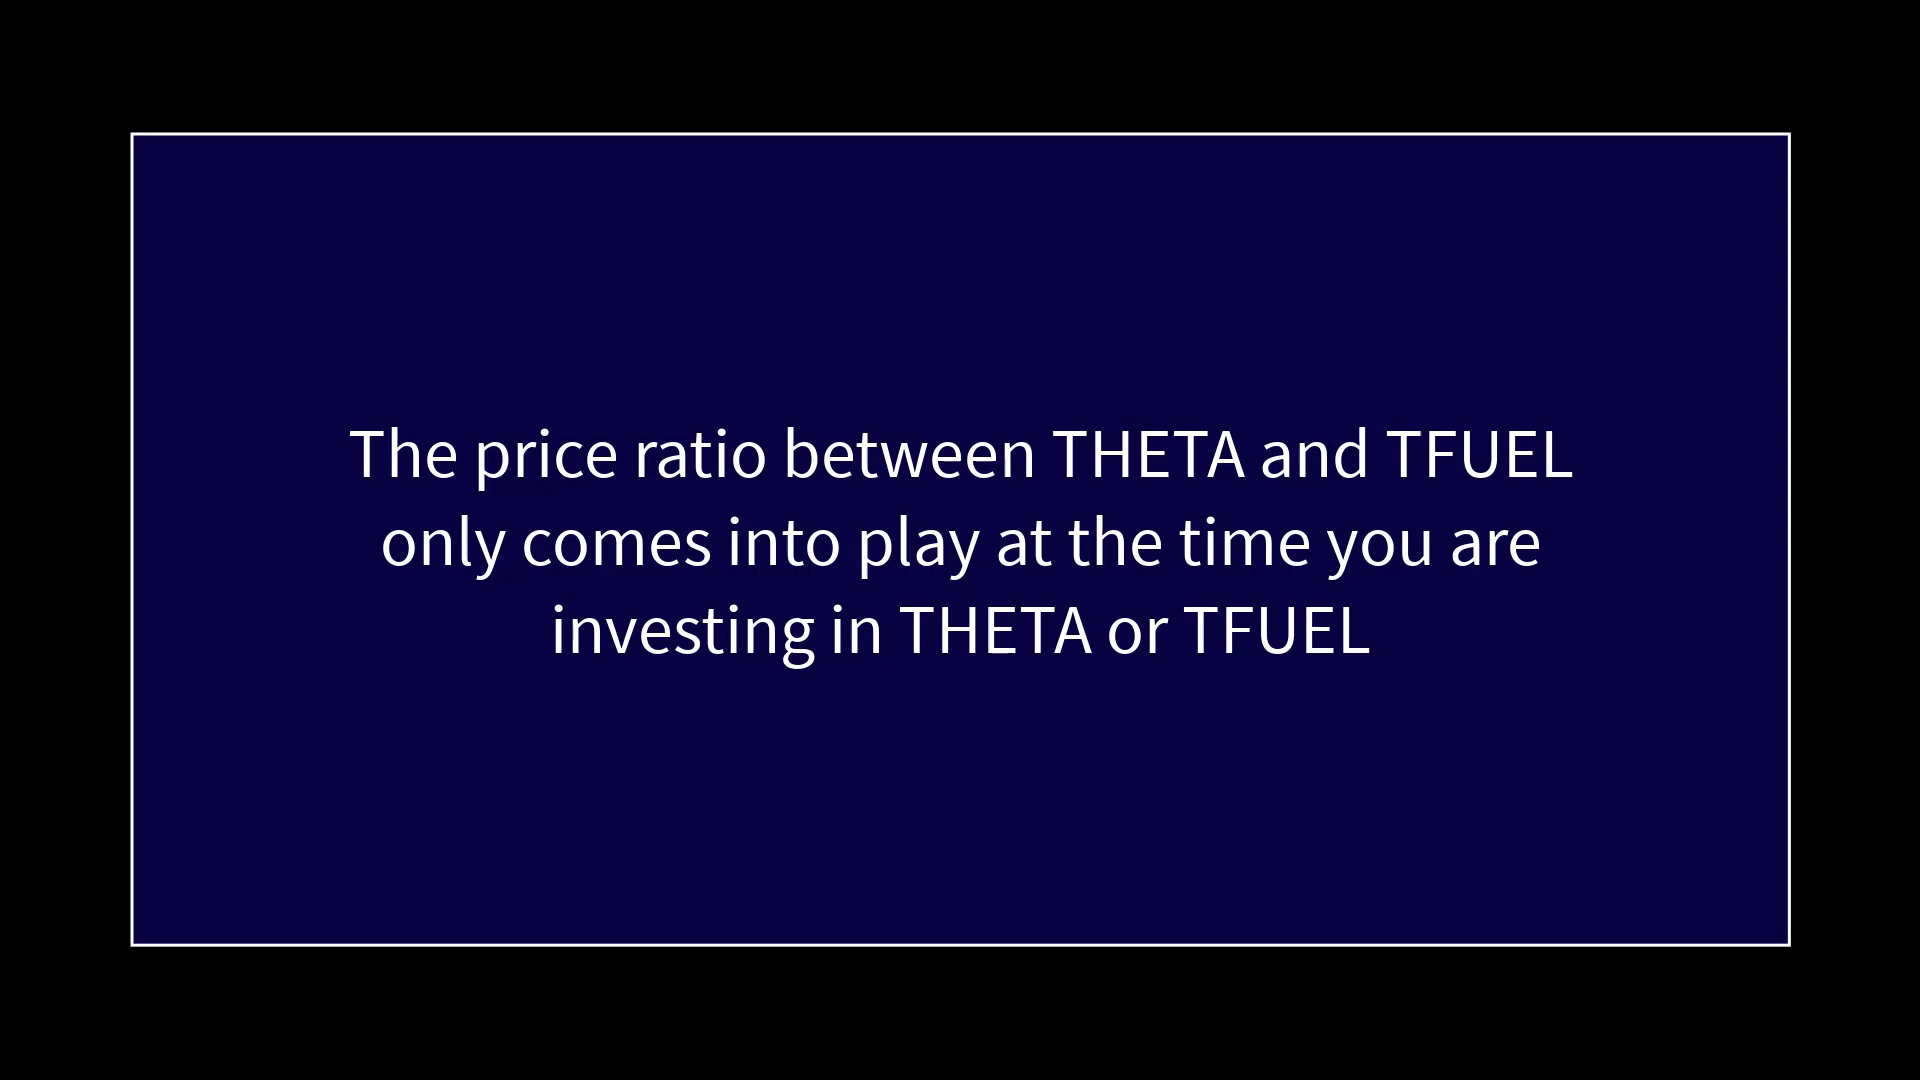 The price ratio between THETA and TFUEL
only comes into play at the time you are
investing in THETA or TFUEL